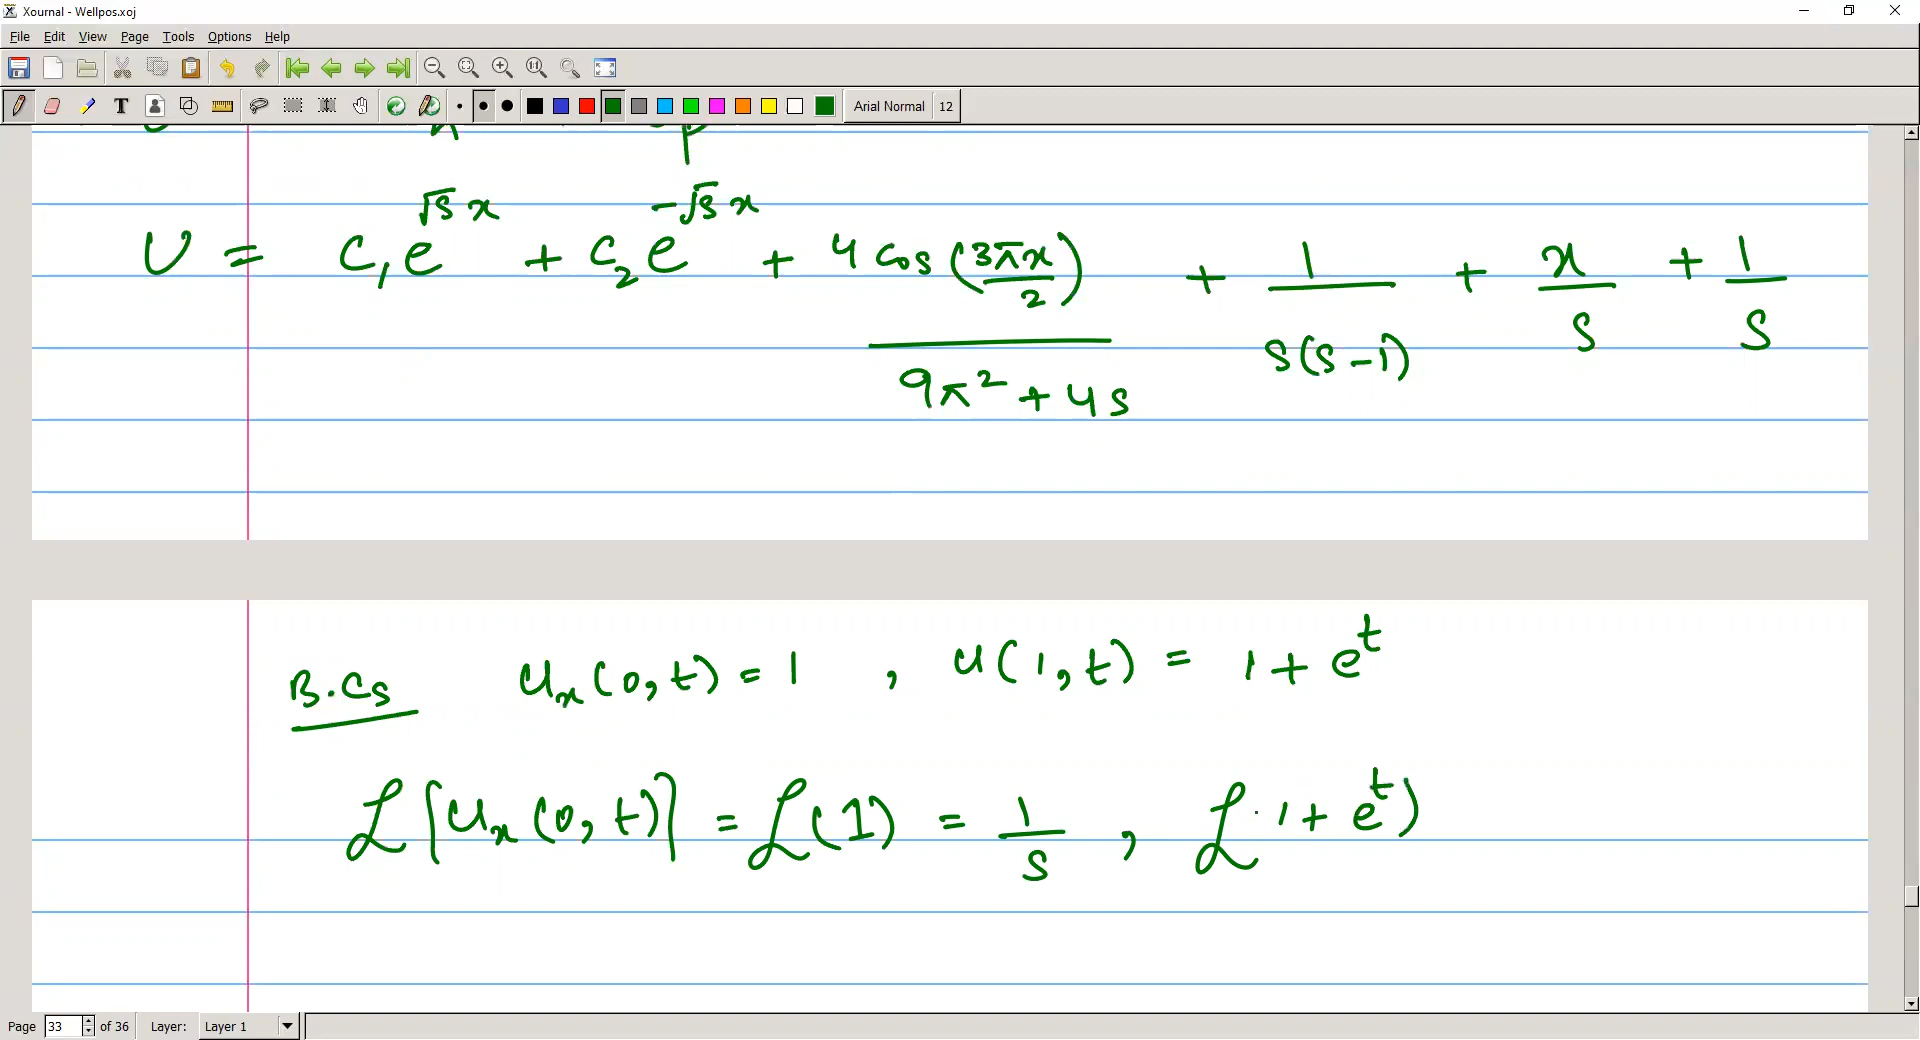 Xournal - Wellpos.xoj
File Edit View Page Tools Options Help
Arial Normal 12
U = C₁e^{√s x} + C₂e^{-√s x} + 4 cos(3πx/2)/(9π² + 4s) + 1/(s(s-1)) + x/s + 1/s
B.Cs uₓ(0,t) = 1 , u(1,t) = 1 + e^t
ℒ[uₓ(0,t)] = ℒ(1) = 1/s , ℒ 1 + e^t)
Page 33 of 36 Layer: Layer 1